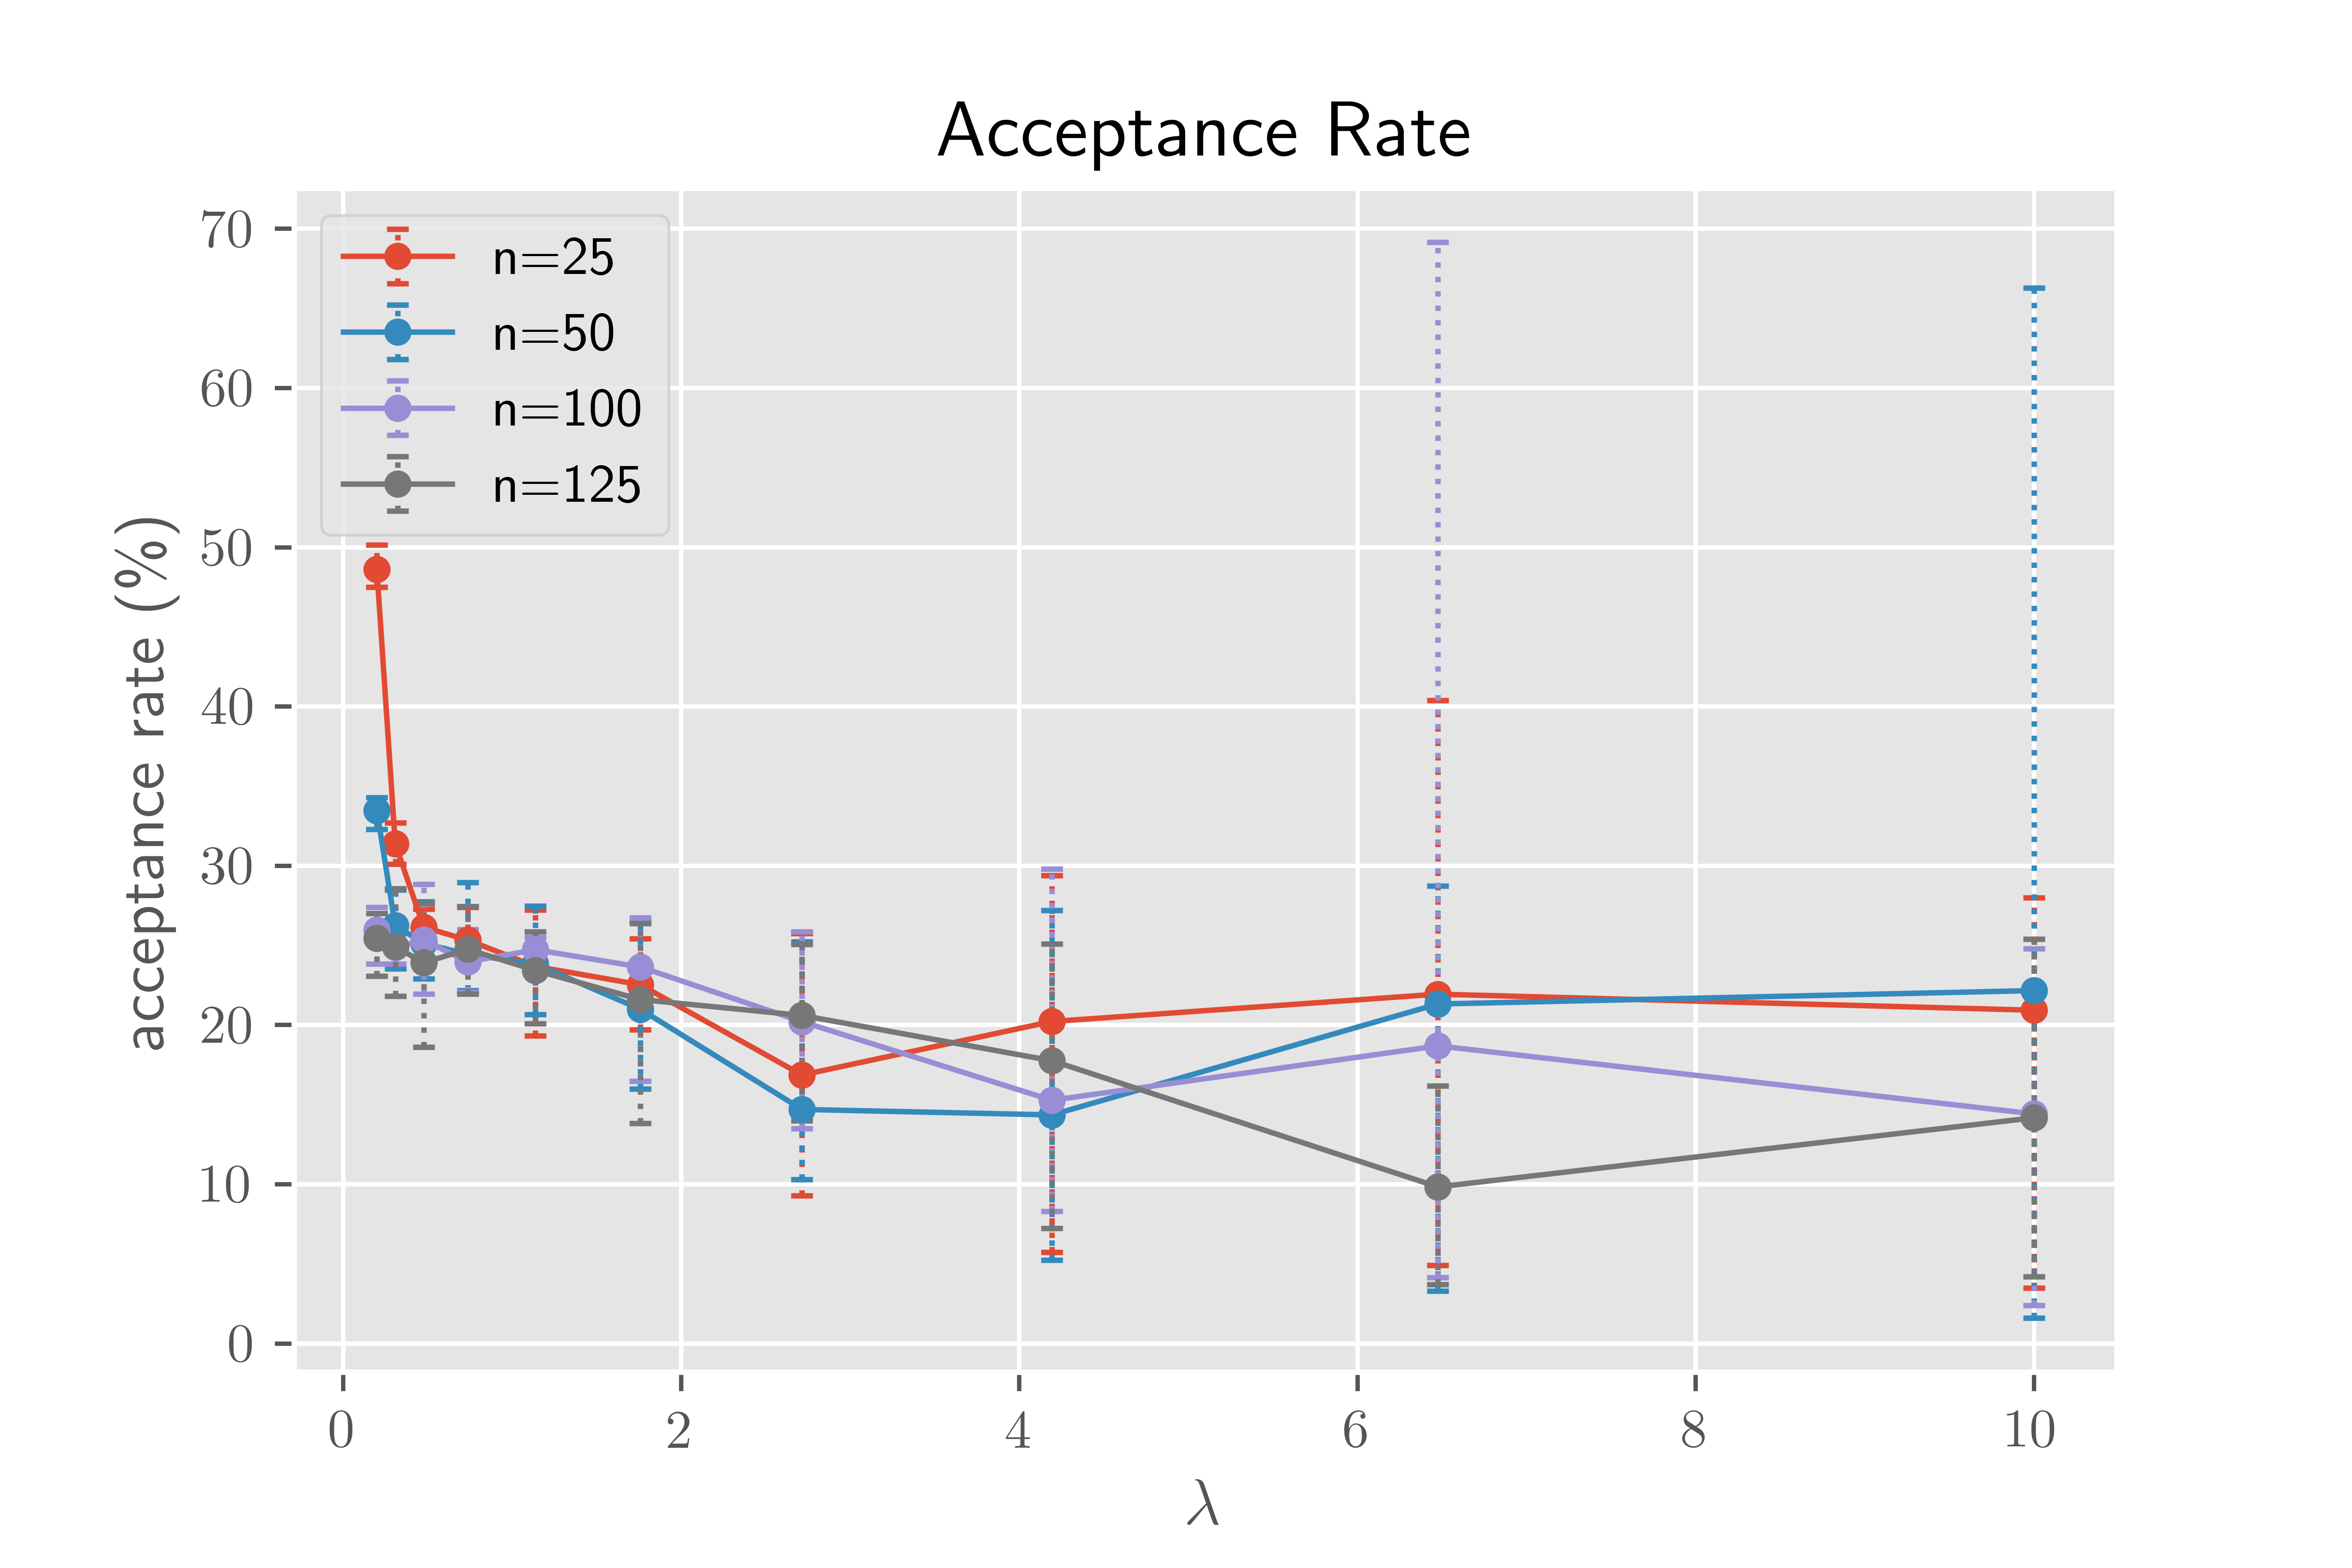 Acceptance Rate
70
60
50
40
30
20
10
0
acceptance rate (%)
n=25
n=50
n=100
n=125
0 2 4 6 8 10
λ